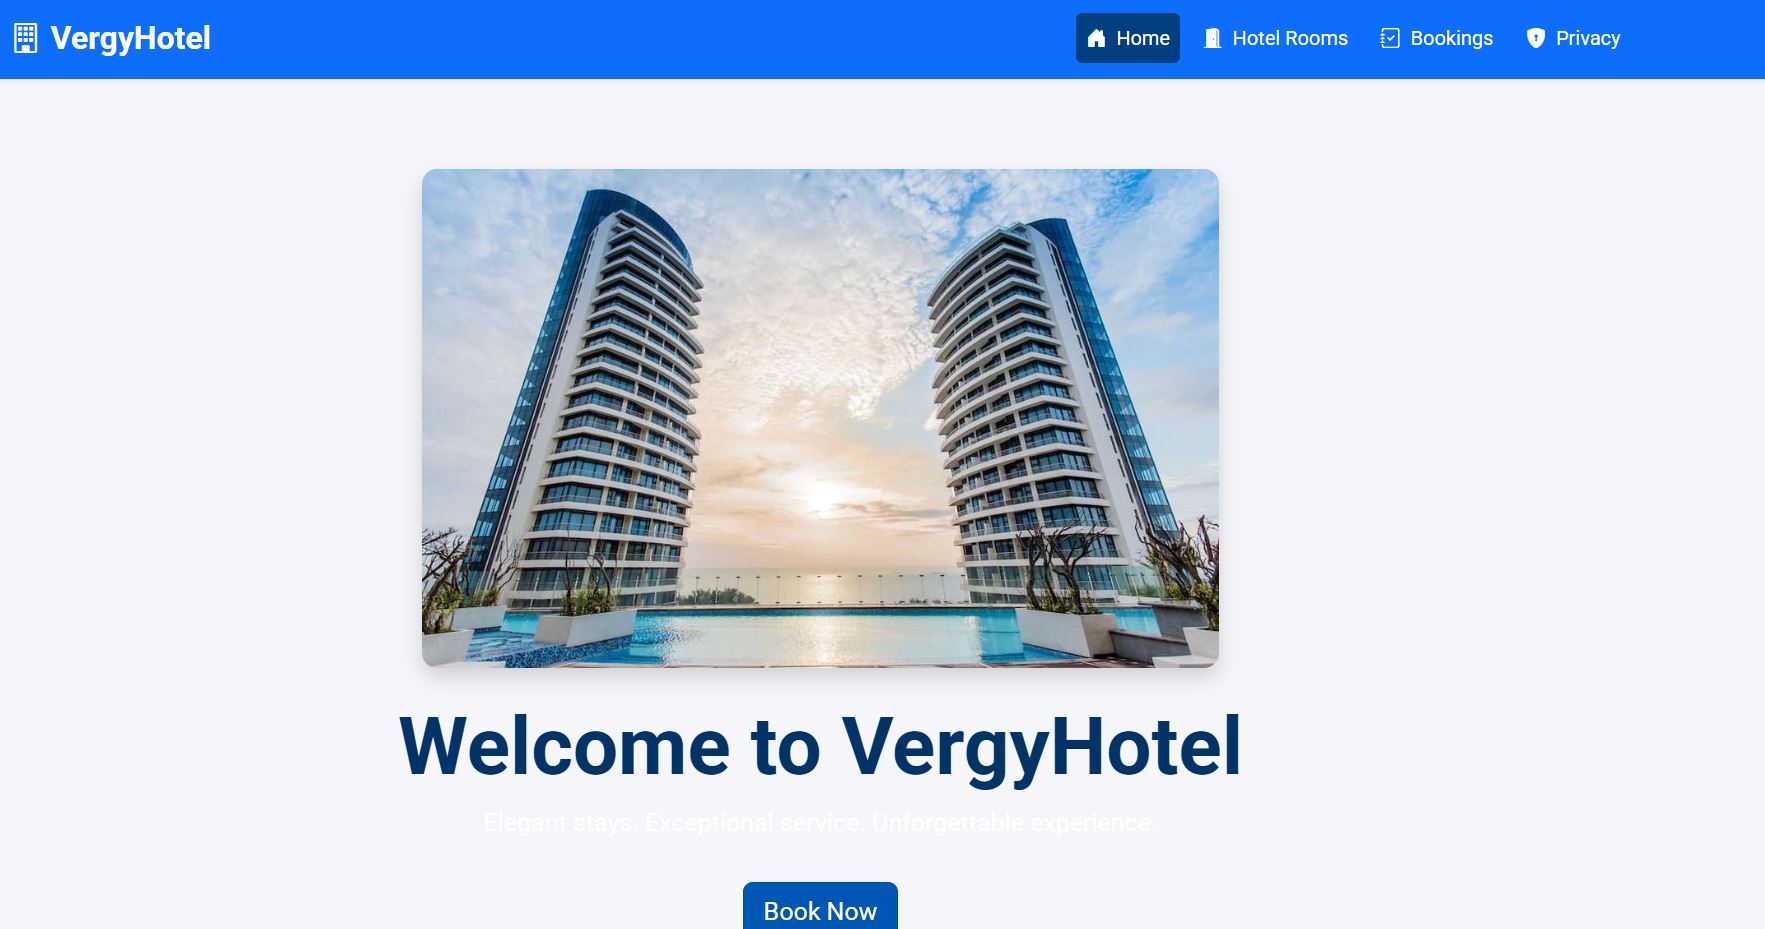 VergyHotel
Home
Hotel Rooms
Bookings
Privacy
Welcome to VergyHotel
Elegant stays. Exceptional service. Unforgettable experience.
Book Now